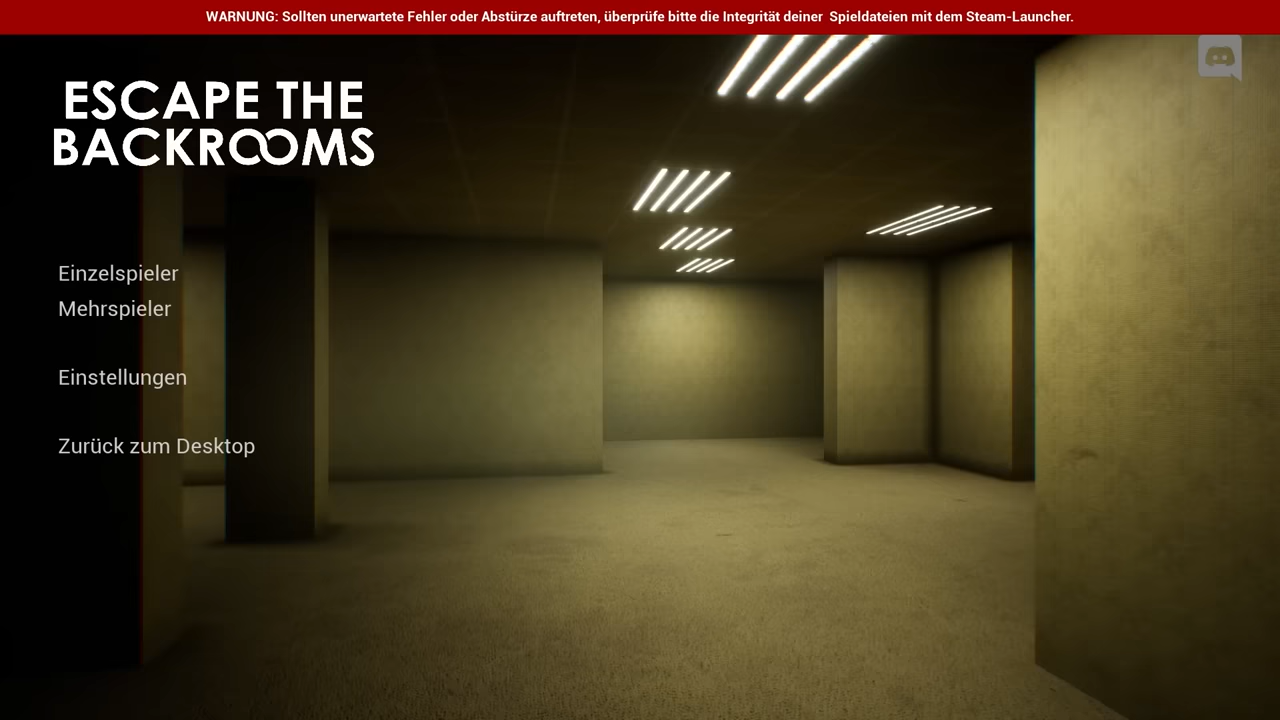 WARNUNG: Sollten unerwartete Fehler oder Abstürze auftreten, überprüfe bitte die Integrität deiner  Spieldateien mit dem Steam-Launcher.
ESCAPE THE
BACKROOMS
Einzelspieler
Mehrspieler
Einstellungen
Zurück zum Desktop